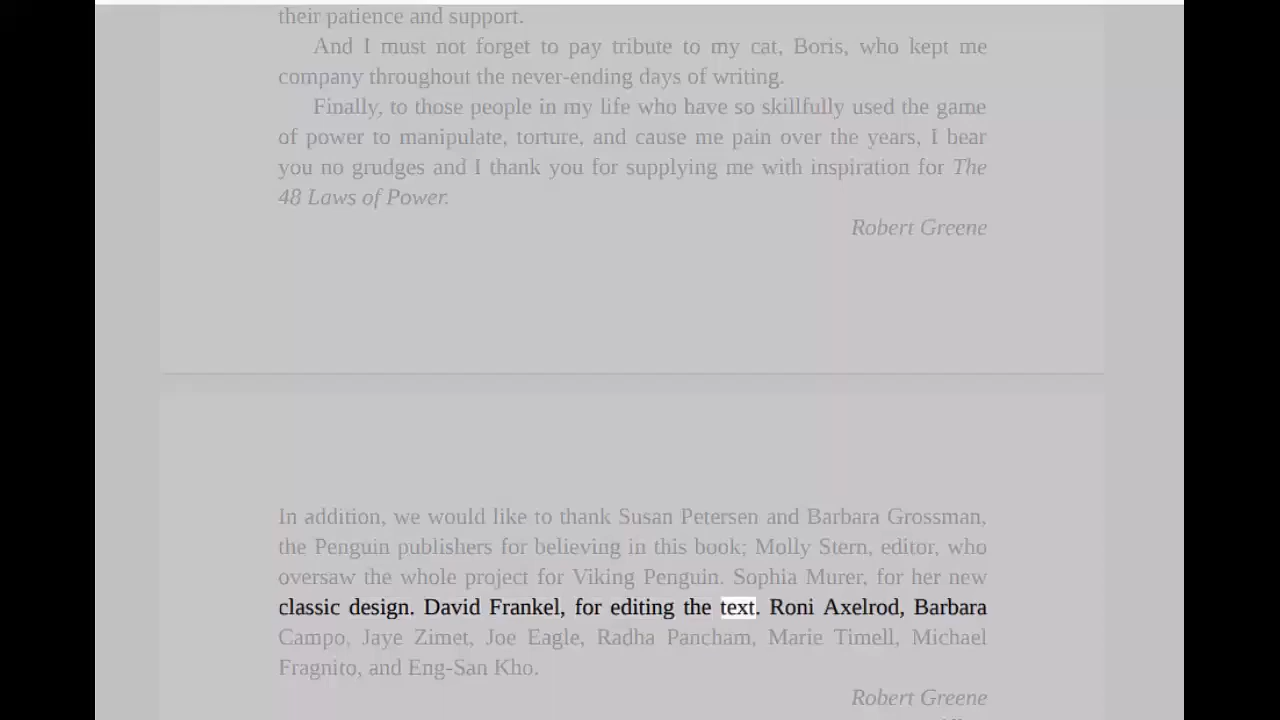 their patience and support.
And I must not forget to pay tribute to my cat, Boris, who kept me
company throughout the never-ending days of writing.
Finally, to those people in my life who have so skillfully used the game
of power to manipulate, torture, and cause me pain over the years, I bear
you no grudges and I thank you for supplying me with inspiration for The
48 Laws of Power.
Robert Greene
In addition, we would like to thank Susan Petersen and Barbara Grossman,
the Penguin publishers for believing in this book; Molly Stern, editor, who
oversaw the whole project for Viking Penguin. Sophia Murer, for her new
classic design. David Frankel, for editing the text. Roni Axelrod, Barbara
Campo, Jaye Zimet, Joe Eagle, Radha Pancham, Marie Timell, Michael
Fragnito, and Eng-San Kho.
Robert Greene